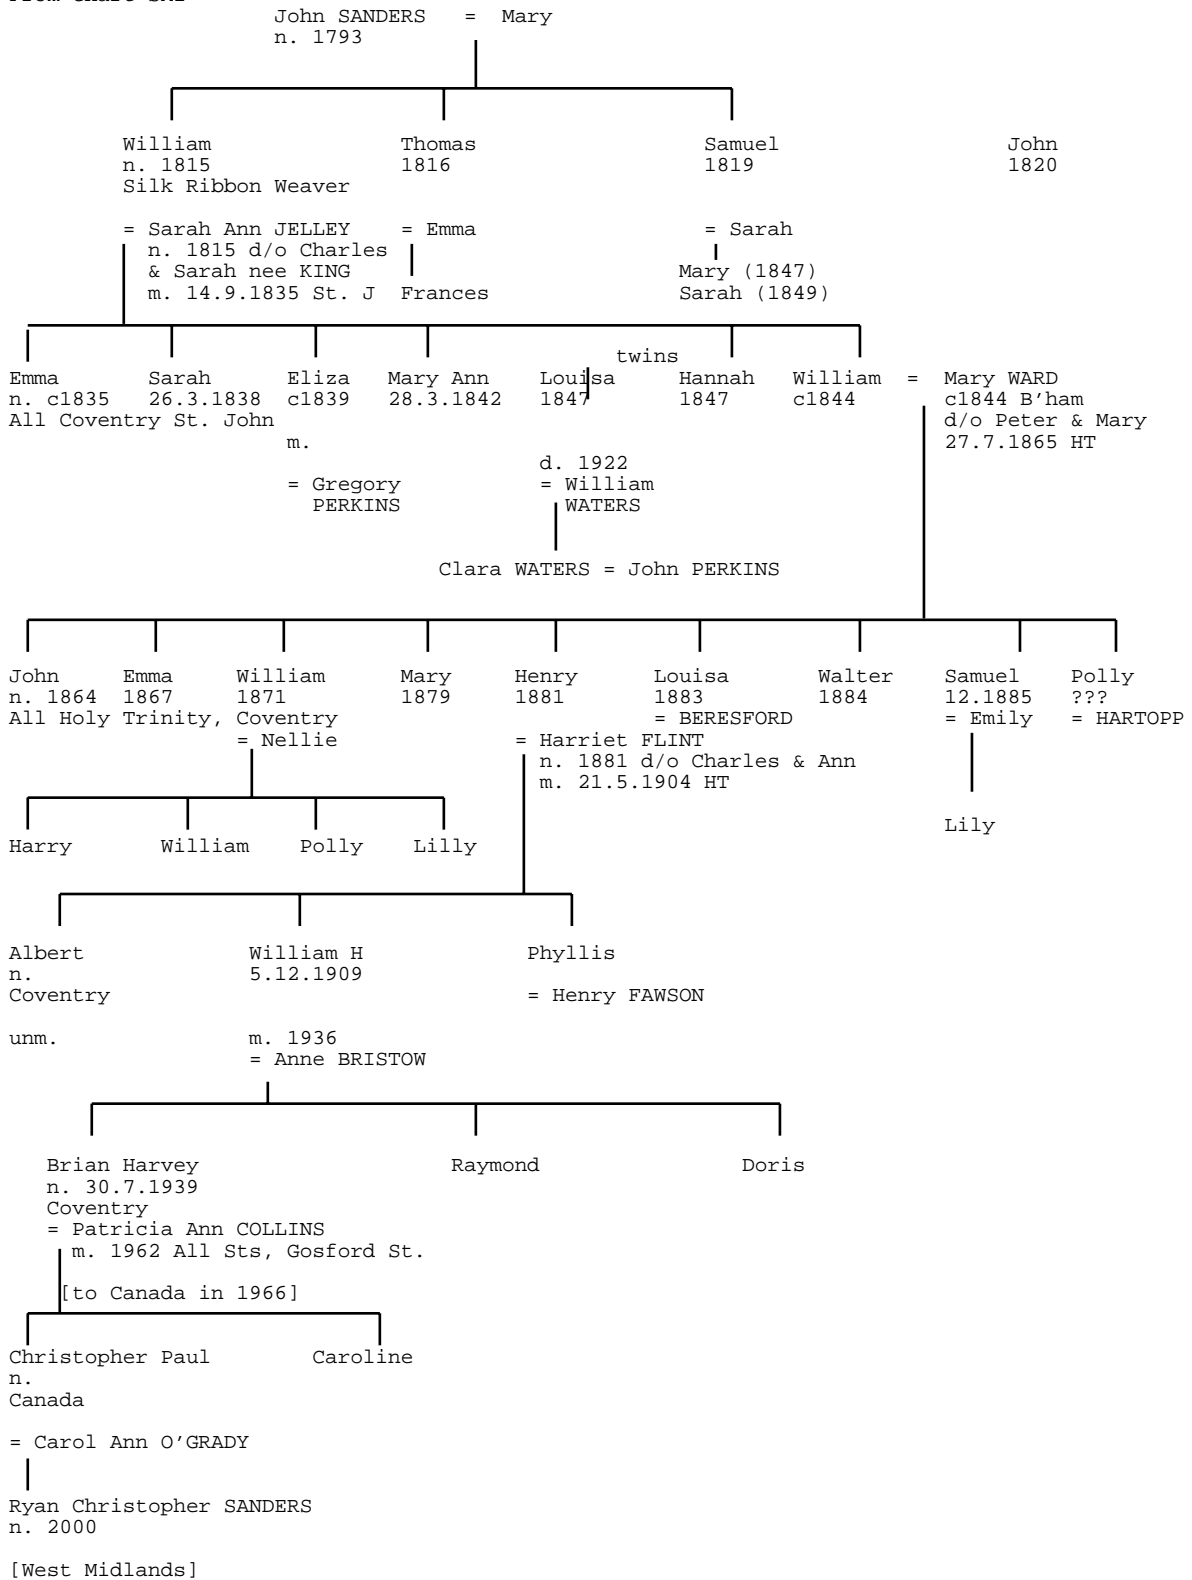 John SANDERS = Mary
n. 1793
William Thomas Samuel John
n. 1815 1816 1819 1820
Silk Ribbon Weaver
= Sarah Ann JELLEY = Emma = Sarah
n. 1815 d/o Charles
& Sarah nee KING Mary (1847)
m. 14.9.1835 St. J Frances Sarah (1849)
twins
Emma Sarah Eliza Mary Ann Louisa Hannah William = Mary WARD
n. c1835 26.3.1838 c1839 28.3.1842 1847 1847 c1844 c1844 B'ham
All Coventry St. John d/o Peter & Mary
m. 27.7.1865 HT
d. 1922
= Gregory = William
PERKINS WATERS
Clara WATERS = John PERKINS
John Emma William Mary Henry Louisa Walter Samuel Polly
n. 1864 1867 1871 1879 1881 1883 1884 12.1885 ???
All Holy Trinity, Coventry = BERESFORD = Emily = HARTOPP
= Nellie = Harriet FLINT
n. 1881 d/o Charles & Ann
m. 21.5.1904 HT
Lily
Harry William Polly Lilly
Albert William H Phyllis
n. 5.12.1909
Coventry = Henry FAWSON
unm. m. 1936
= Anne BRISTOW
Brian Harvey Raymond Doris
n. 30.7.1939
Coventry
= Patricia Ann COLLINS
m. 1962 All Sts, Gosford St.
[to Canada in 1966]
Christopher Paul Caroline
n.
Canada
= Carol Ann O'GRADY
Ryan Christopher SANDERS
n. 2000
[West Midlands]